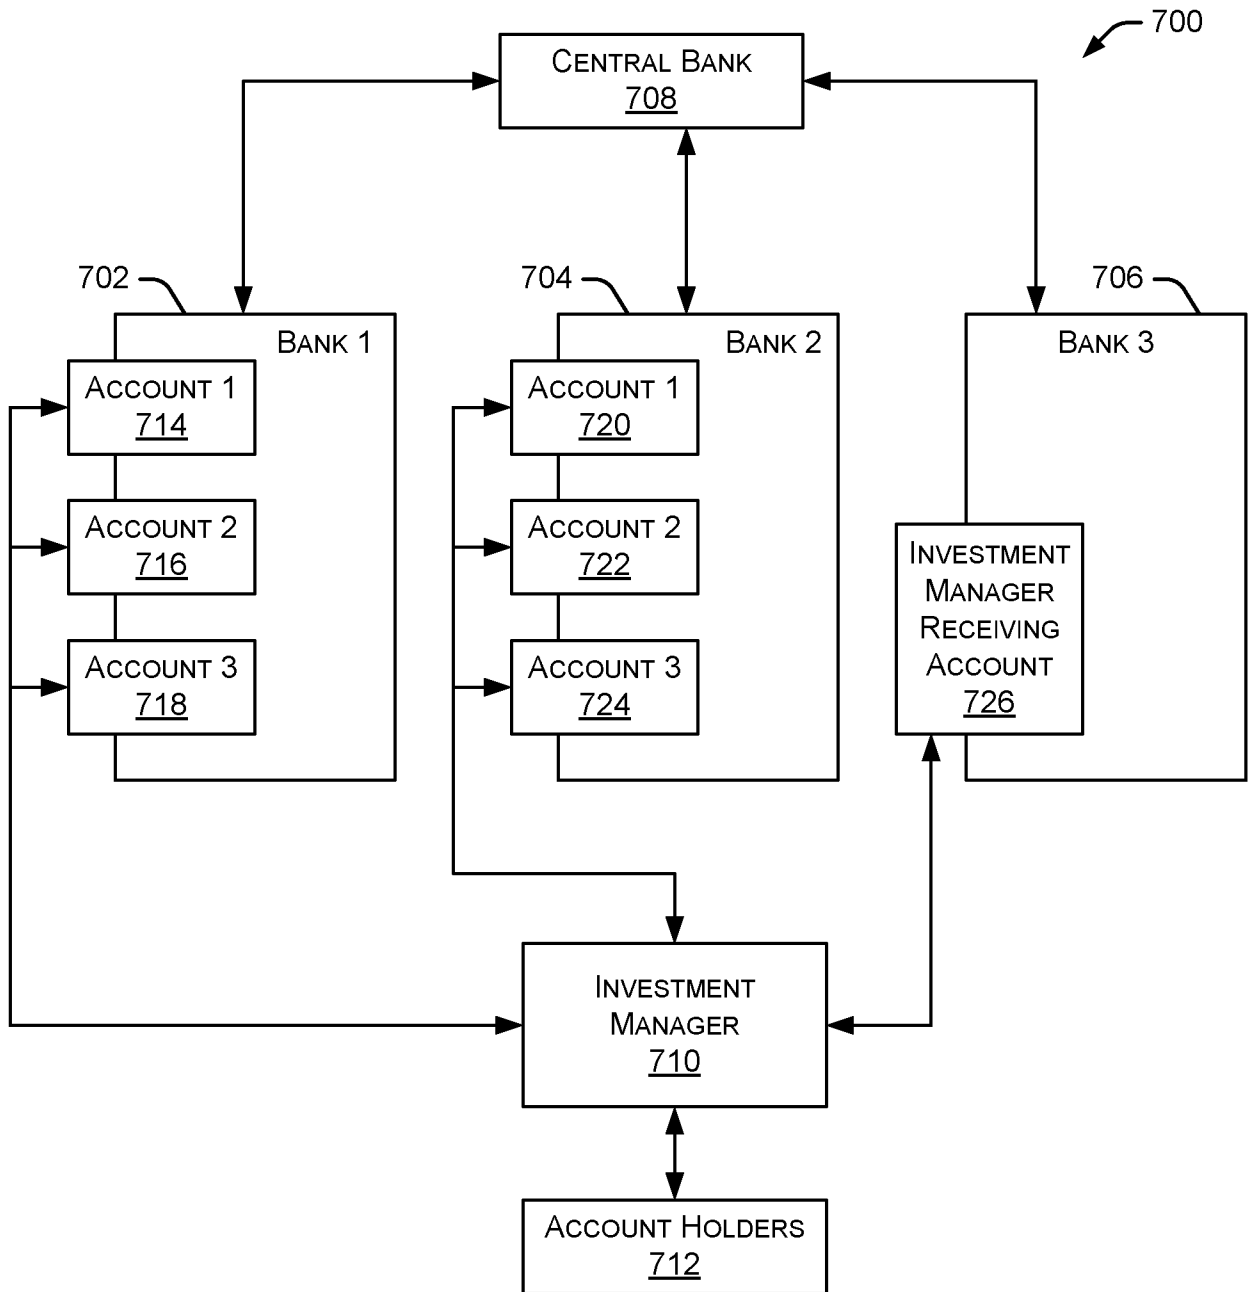 700
CENTRAL BANK
708
702
704
706
BANK 1
BANK 2
BANK 3
ACCOUNT 1
714
ACCOUNT 2
716
ACCOUNT 3
718
ACCOUNT 1
720
ACCOUNT 2
722
ACCOUNT 3
724
INVESTMENT
MANAGER
RECEIVING
ACCOUNT
726
INVESTMENT
MANAGER
710
ACCOUNT HOLDERS
712